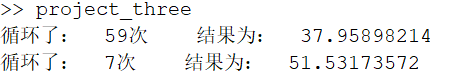 >> project_three
循环了： 59次 结果为： 37.95898214
循环了： 7次 结果为： 51.53173572